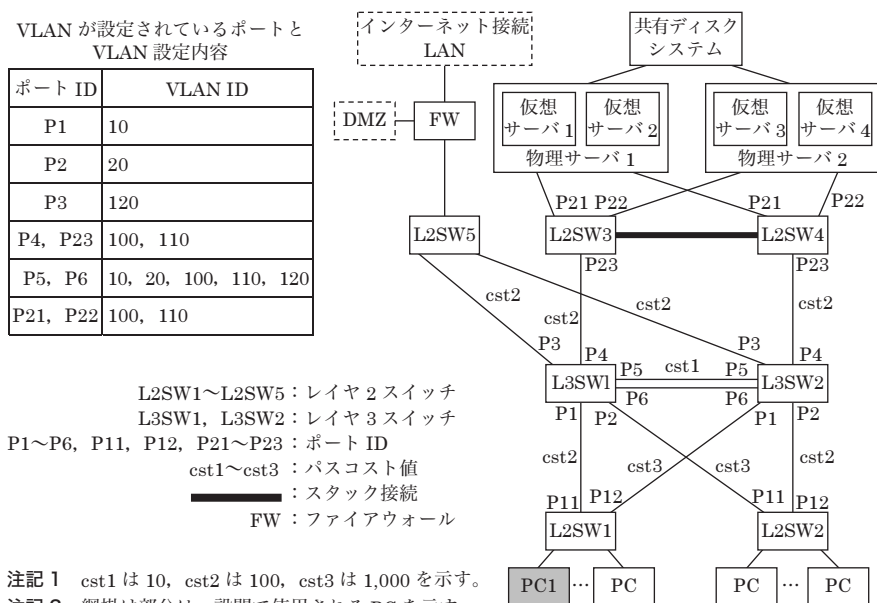 VLAN が設定されているポートと
VLAN 設定内容
ポート ID VLAN ID
P1 10
P2 20
P3 120
P4, P23 100, 110
P5, P6 10, 20, 100, 110, 120
P21, P22 100, 110
L2SW1〜L2SW5：レイヤ 2 スイッチ
L3SW1, L3SW2：レイヤ 3 スイッチ
P1〜P6, P11, P12, P21〜P23：ポート ID
cst1〜cst3：パスコスト値
：スタック接続
FW：ファイアウォール
注記 1 cst1 は 10, cst2 は 100, cst3 は 1,000 を示す。
インターネット接続
LAN
DMZ
FW
共有ディスク
システム
仮想
サーバ 1
仮想
サーバ 2
物理サーバ 1
仮想
サーバ 3
仮想
サーバ 4
物理サーバ 2
P21 P22
P21
P22
L2SW5
L2SW3
L2SW4
P23
P23
cst2
cst2
cst2
cst2
P3
P4
P3
P4
L3SW1
P5
cst1
P5
L3SW2
P6
P6
P1
P2
P1
P2
cst2
cst3
cst3
cst2
P11
P12
P11
P12
L2SW1
L2SW2
PC1
…
PC
PC
…
PC